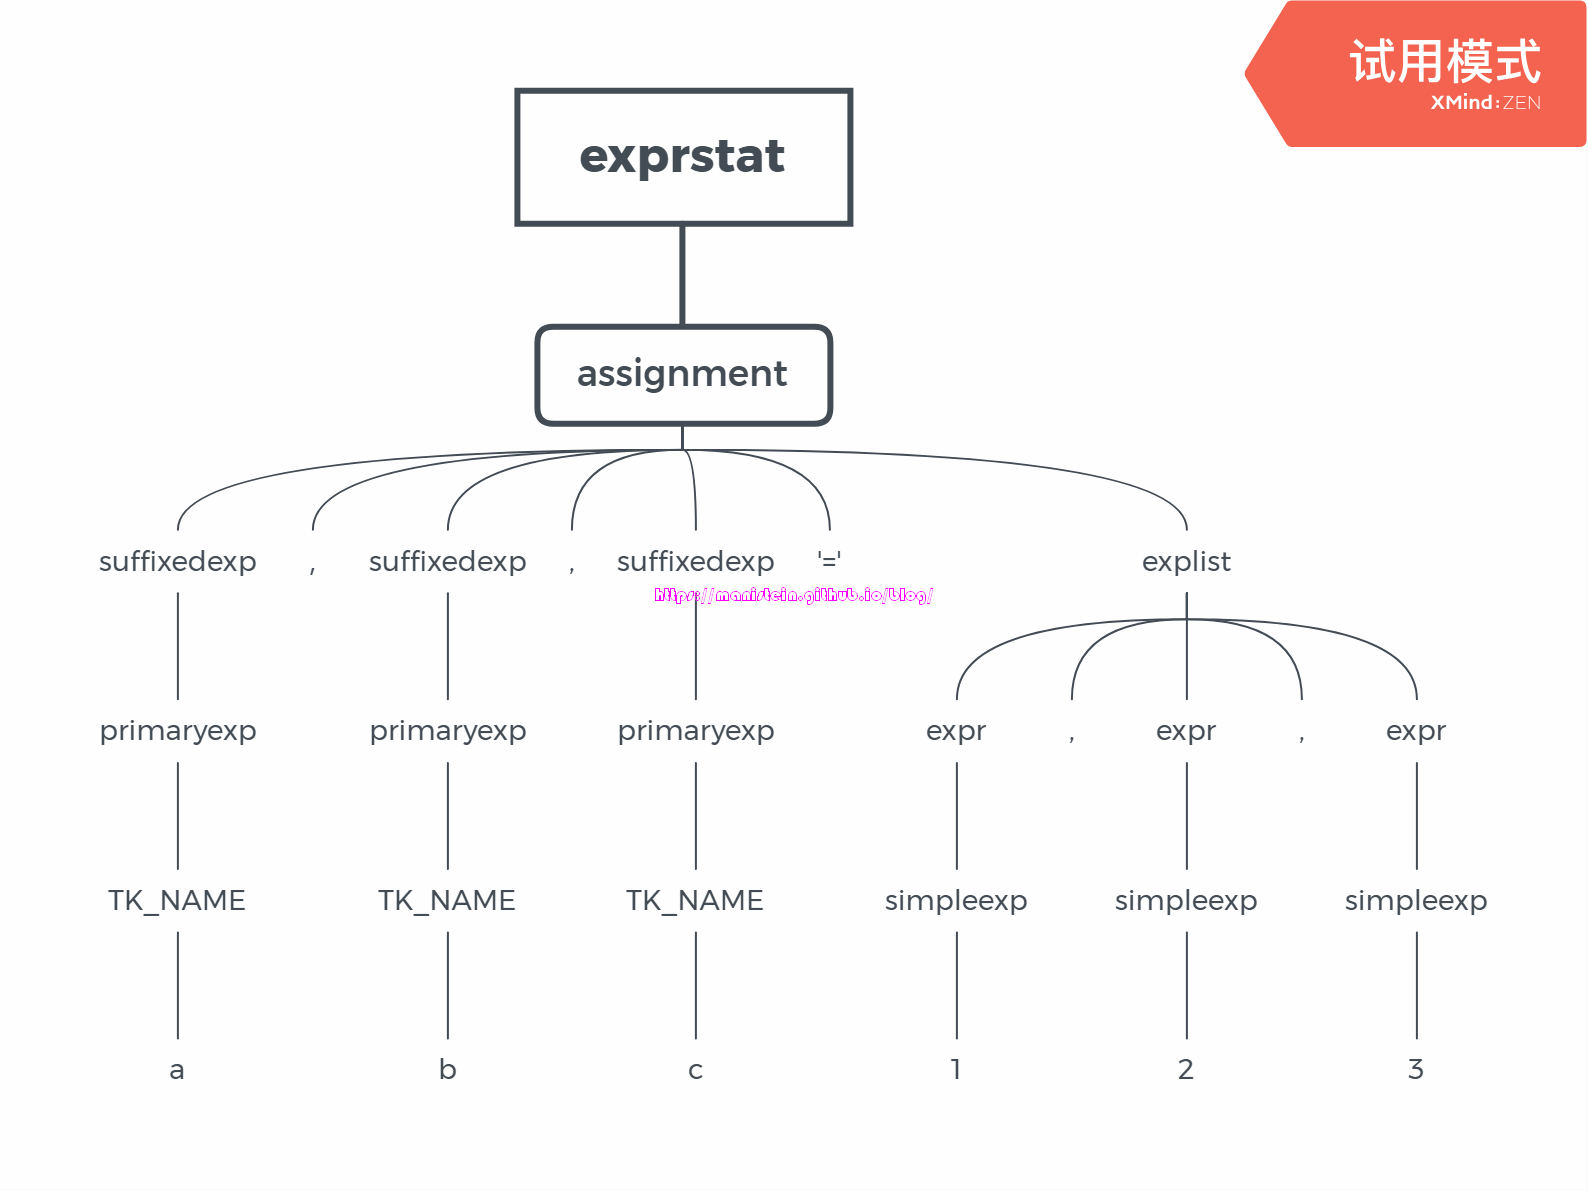 试用模式
XMind:ZEN
exprstat
assignment
suffixedexp , suffixedexp , suffixedexp '=' explist
https://manistein.github.io/blog/
primaryexp primaryexp primaryexp expr , expr , expr
TK_NAME TK_NAME TK_NAME simpleexp simpleexp simpleexp
a b c 1 2 3